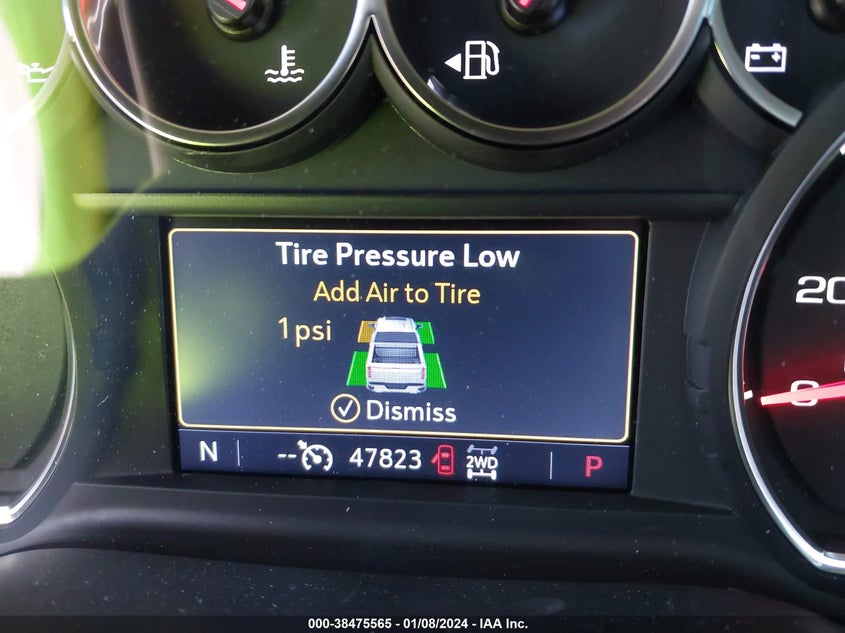 Tire Pressure Low
Add Air to Tire
1 psi
Dismiss
N -- 47823 2WD P
20
0
000-38475565 - 01/08/2024 - IAA Inc.